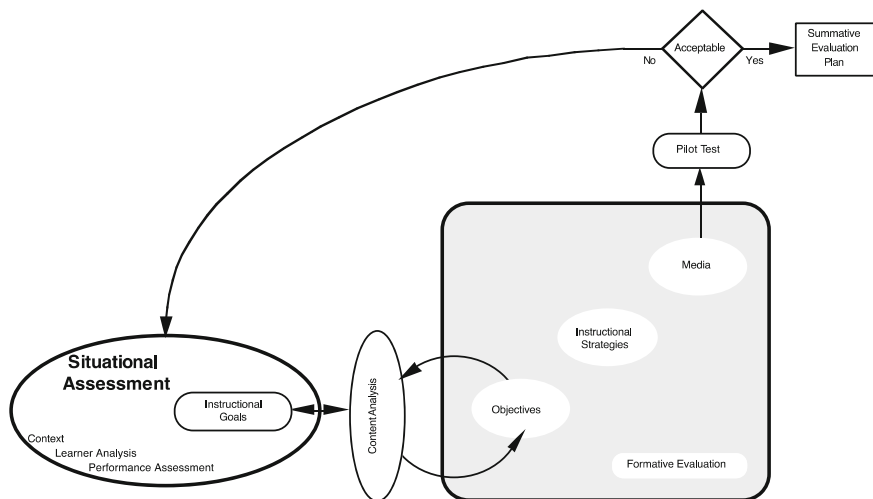 Acceptable
No
Yes
Summative
Evaluation
Plan
Pilot Test
Media
Instructional
Strategies
Situational
Assessment
Instructional
Goals
Content Analysis
Objectives
Context
Learner Analysis
Performance Assessment
Formative Evaluation